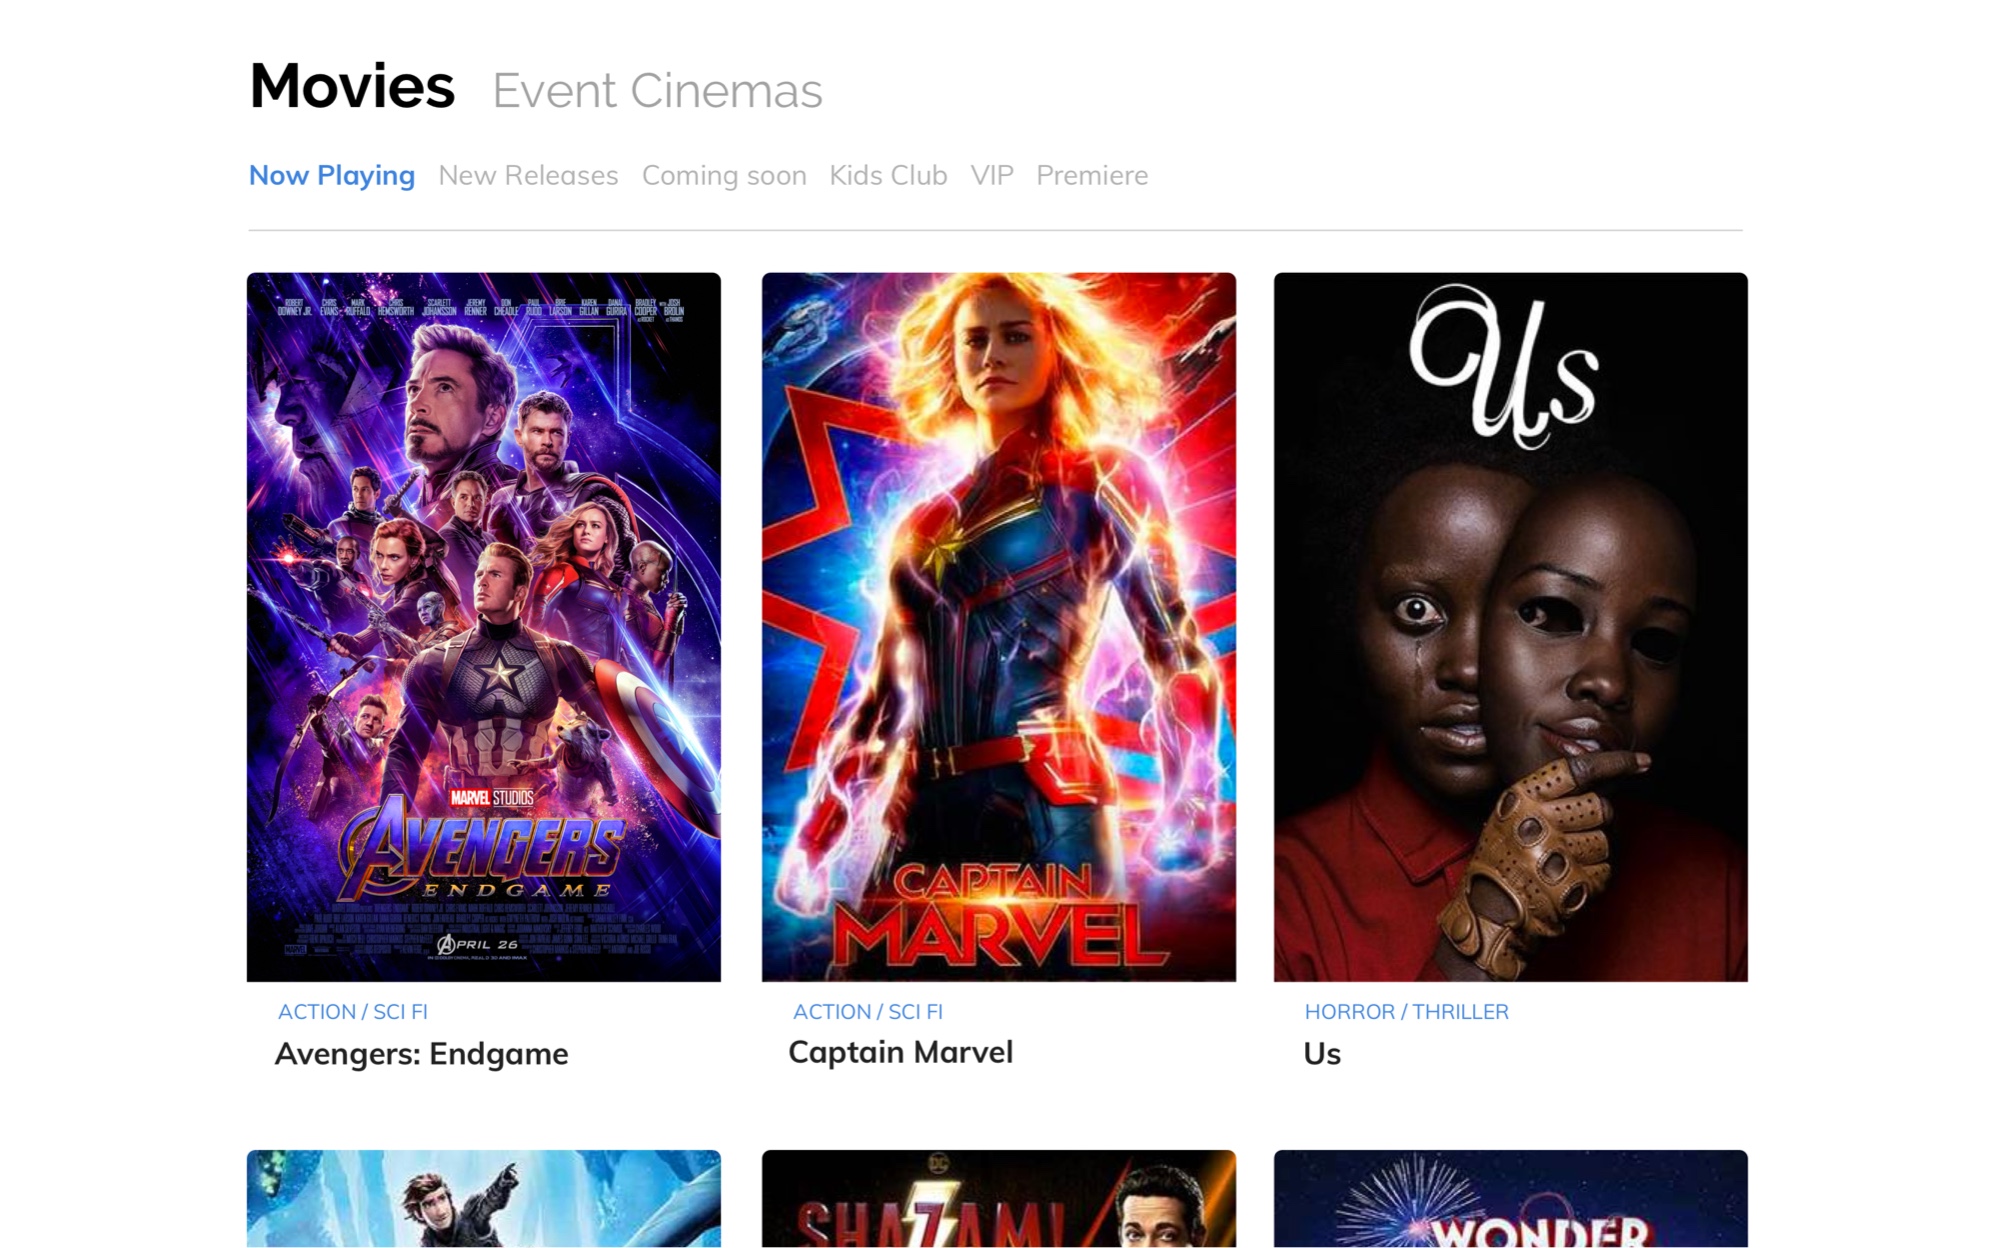 Movies Event Cinemas
Now Playing New Releases Coming soon Kids Club VIP Premiere
ROBERT DOWNEY JR. CHRIS EVANS MARK RUFFALO CHRIS HEMSWORTH SCARLETT JOHANSSON JEREMY RENNER DON CHEADLE PAUL RUDD BRIE LARSON KAREN GILLAN DANAI GURIRA BRADLEY COOPER WITH JOSH BROLIN
MARVEL STUDIOS
AVENGERS
ENDGAME
APRIL 26
CAPTAIN
MARVEL
Us
ACTION / SCI FI
Avengers: Endgame
ACTION / SCI FI
Captain Marvel
HORROR / THRILLER
Us
DC
SHAZAM!
WONDER